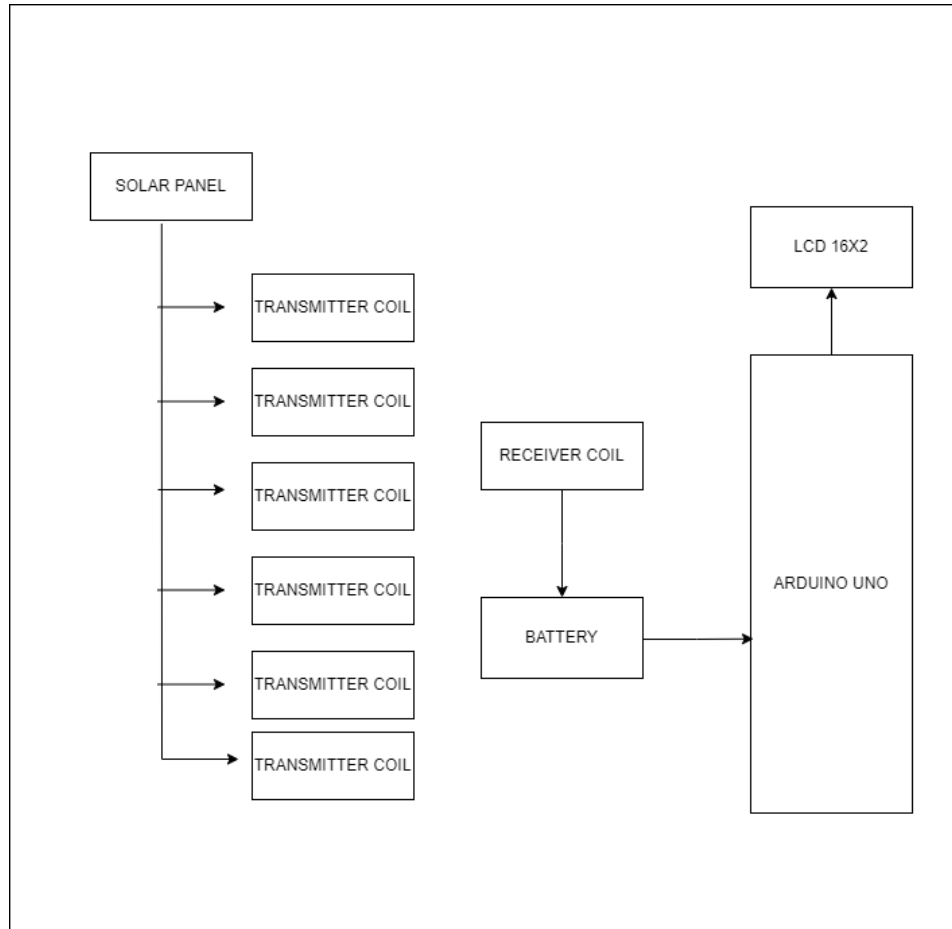 SOLAR PANEL
LCD 16X2
TRANSMITTER COIL
TRANSMITTER COIL
RECEIVER COIL
TRANSMITTER COIL
TRANSMITTER COIL
ARDUINO UNO
BATTERY
TRANSMITTER COIL
TRANSMITTER COIL